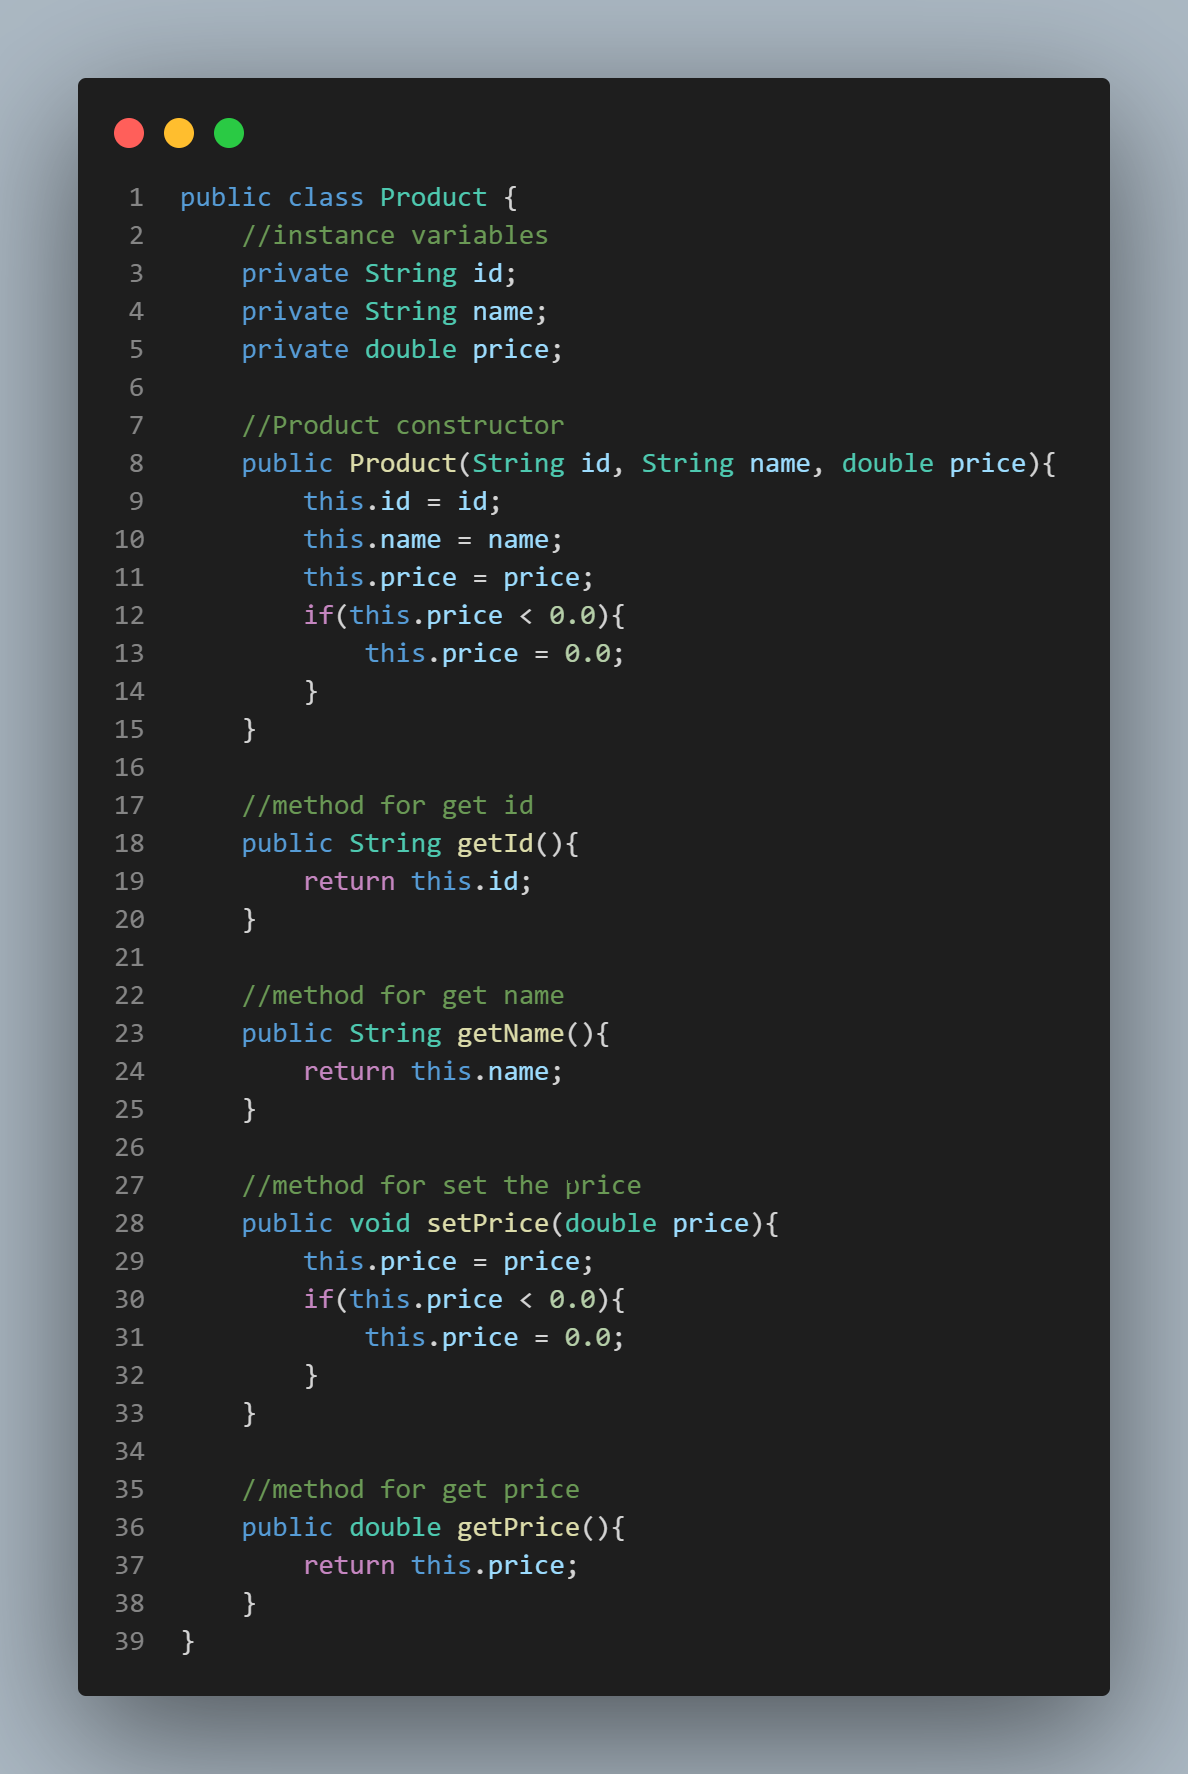 1 public class Product {
2     //instance variables
3     private String id;
4     private String name;
5     private double price;
6
7     //Product constructor
8     public Product(String id, String name, double price){
9         this.id = id;
10         this.name = name;
11         this.price = price;
12         if(this.price < 0.0){
13             this.price = 0.0;
14         }
15     }
16
17     //method for get id
18     public String getId(){
19         return this.id;
20     }
21
22     //method for get name
23     public String getName(){
24         return this.name;
25     }
26
27     //method for set the price
28     public void setPrice(double price){
29         this.price = price;
30         if(this.price < 0.0){
31             this.price = 0.0;
32         }
33     }
34
35     //method for get price
36     public double getPrice(){
37         return this.price;
38     }
39 }